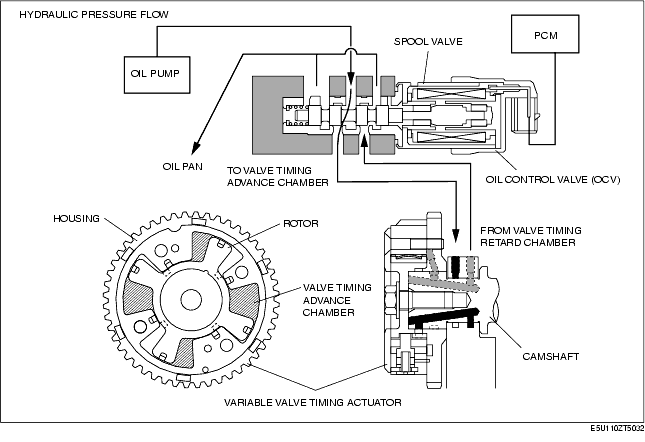 HYDRAULIC PRESSURE FLOW
OIL PUMP
SPOOL VALVE
PCM
OIL PAN
TO VALVE TIMING
ADVANCE CHAMBER
OIL CONTROL VALVE (OCV)
HOUSING
ROTOR
FROM VALVE TIMING
RETARD CHAMBER
VALVE TIMING
ADVANCE
CHAMBER
CAMSHAFT
VARIABLE VALVE TIMING ACTUATOR
E5U110ZT5032